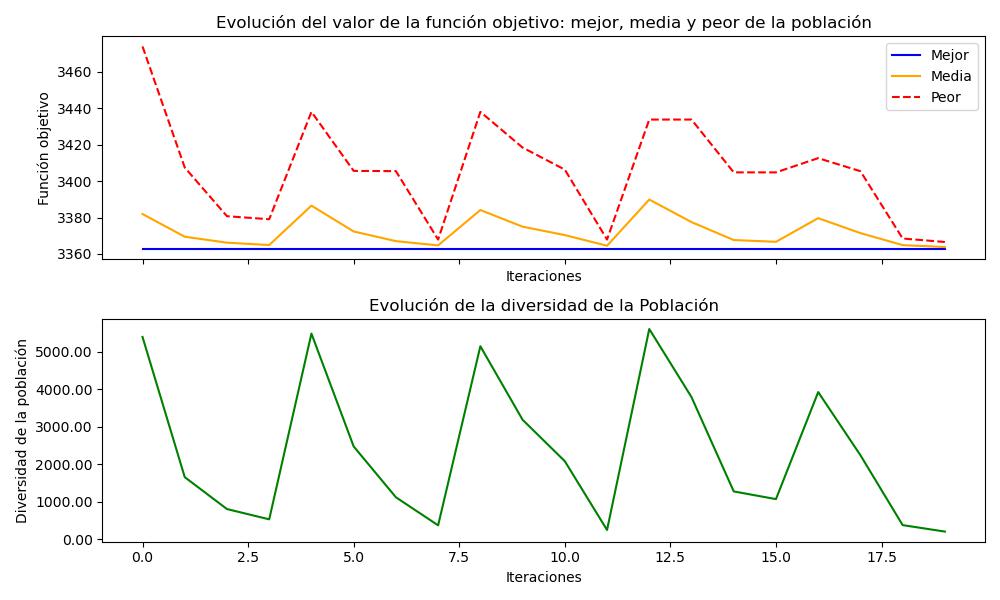 Evolución del valor de la función objetivo: mejor, media y peor de la población
Función objetivo
3460
3440
3420
3400
3380
3360
Mejor
Media
Peor
Iteraciones
Evolución de la diversidad de la Población
Diversidad de la población
5000.00
4000.00
3000.00
2000.00
1000.00
0.00
0.0 2.5 5.0 7.5 10.0 12.5 15.0 17.5
Iteraciones